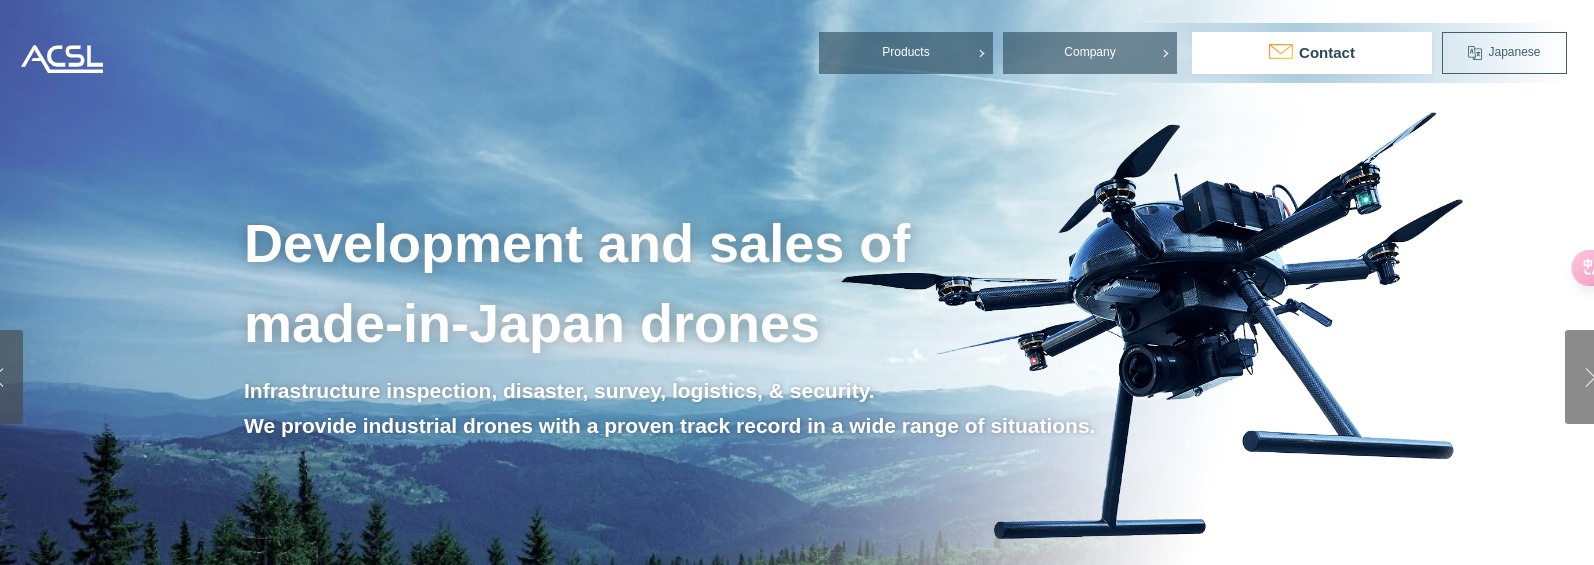 ACSL
Products
Company
Contact
Japanese
Development and sales of
made-in-Japan drones
Infrastructure inspection, disaster, survey, logistics, & security.
We provide industrial drones with a proven track record in a wide range of situations.
中